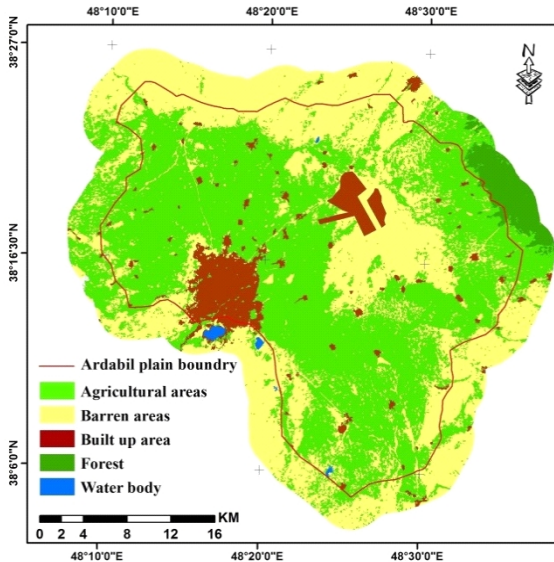 48°10'0"E 48°20'0"E 48°30'0"E
38°27'0"N
N
38°16'30"N
38°6'0"N
Ardabil plain boundry
Agricultural areas
Barren areas
Built up area
Forest
Water body
KM
0 2 4 8 12 16
48°10'0"E 48°20'0"E 48°30'0"E